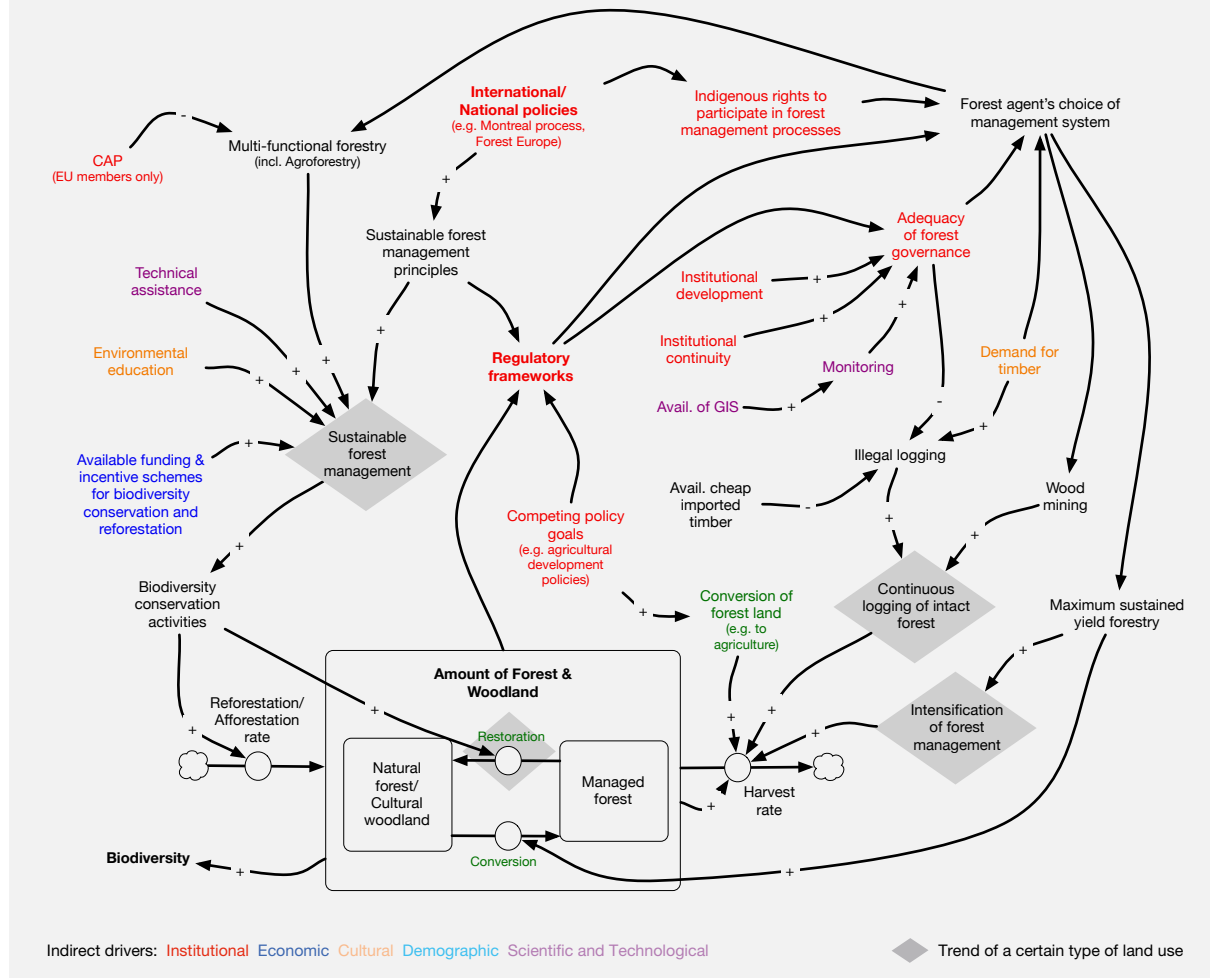 International/
National policies
(e.g. Montreal process,
Forest Europe)
Indigenous rights to
participate in forest
management processes
Forest agent's choice of
management system
-
Multi-functional forestry
(incl. Agroforestry)
CAP
(EU members only)
+
Sustainable forest
management
principles
Adequacy
of forest
governance
Technical
assistance
Institutional
development
+
+
Institutional
continuity
+
+
Environmental
education
+
+
+
Regulatory
frameworks
Monitoring
Demand for
timber
Avail. of GIS
+
-
+
Sustainable
forest
management
+
Available funding &
incentive schemes
for biodiversity
conservation and
reforestation
Illegal logging
Avail. cheap
imported
timber
-
Wood
mining
+
+
Competing policy
goals
(e.g. agricultural
development
policies)
+
Biodiversity
conservation
activities
Conversion of
forest land
(e.g. to
agriculture)
+
Continuous
logging of intact
forest
Maximum sustained
yield forestry
+
Amount of Forest &
Woodland
Reforestation/
Afforestation
rate
+
+
+
+
Intensification
of forest
management
+
Restoration
Natural
forest/
Cultural
woodland
Managed
forest
+
Harvest
rate
Conversion
Biodiversity
+
+
Indirect drivers: Institutional Economic Cultural Demographic Scientific and Technological
Trend of a certain type of land use